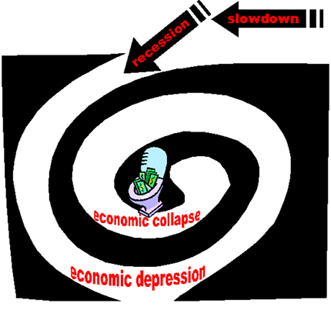 slowdown
recession
economic collapse
economic depression